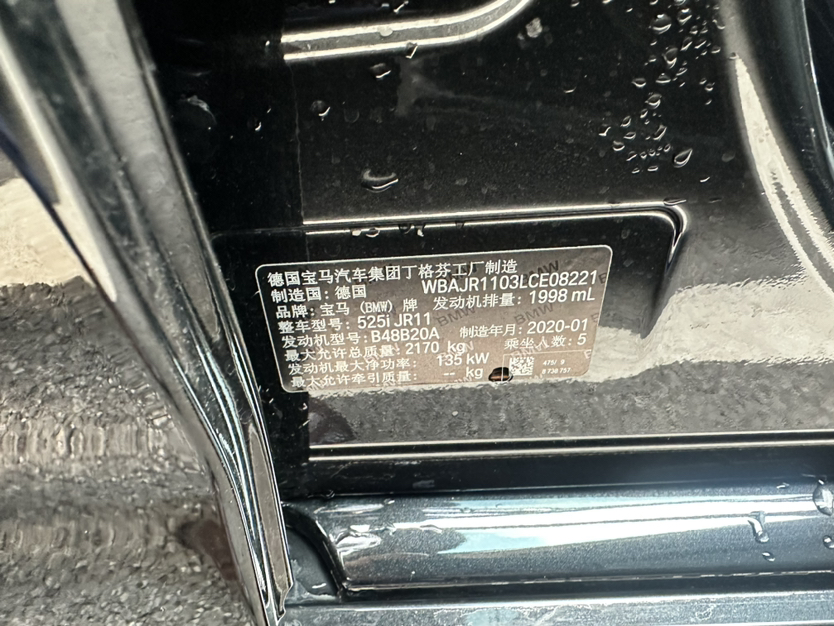 德国宝马汽车集团丁格芬工厂制造
制造国: 德国 WBAJR1103LCE08221
品牌: 宝马 (BMW) 牌 发动机排量: 1998 mL
整车型号: 525i JR11
发动机型号: B48B20A 制造年月: 2020-01
最大允许总质量: 2170 kg 乘坐人数: 5
发动机最大净功率: 135 kW
最大允许牵引质量: -- kg
8 738 757